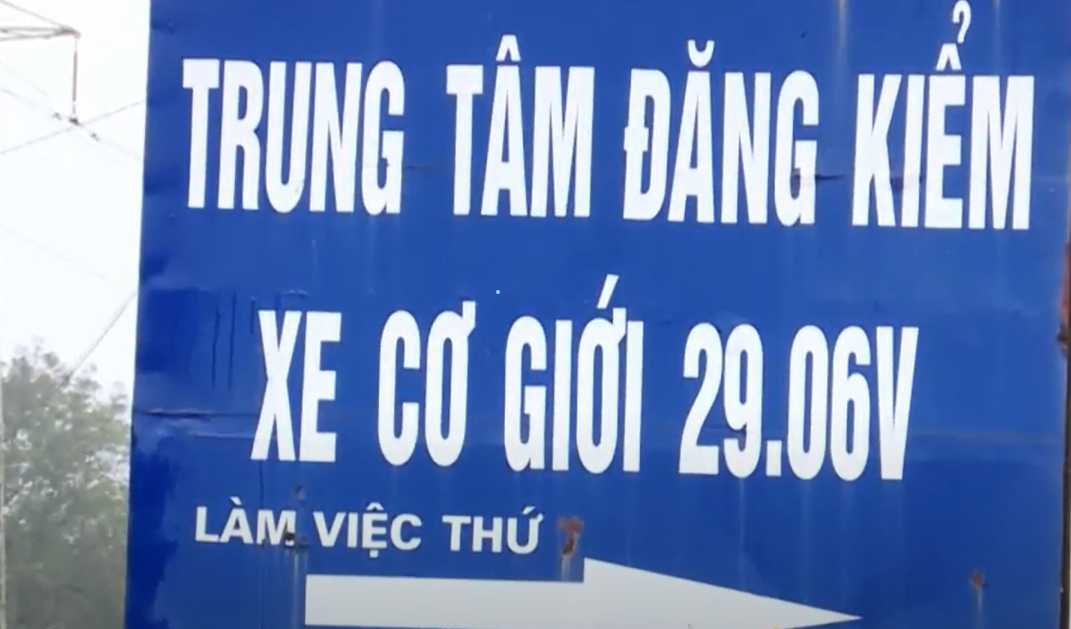 TRUNG TÂM ĐĂNG KIỂM
XE CƠ GIỚI 29.06V
LÀM VIỆC THỨ